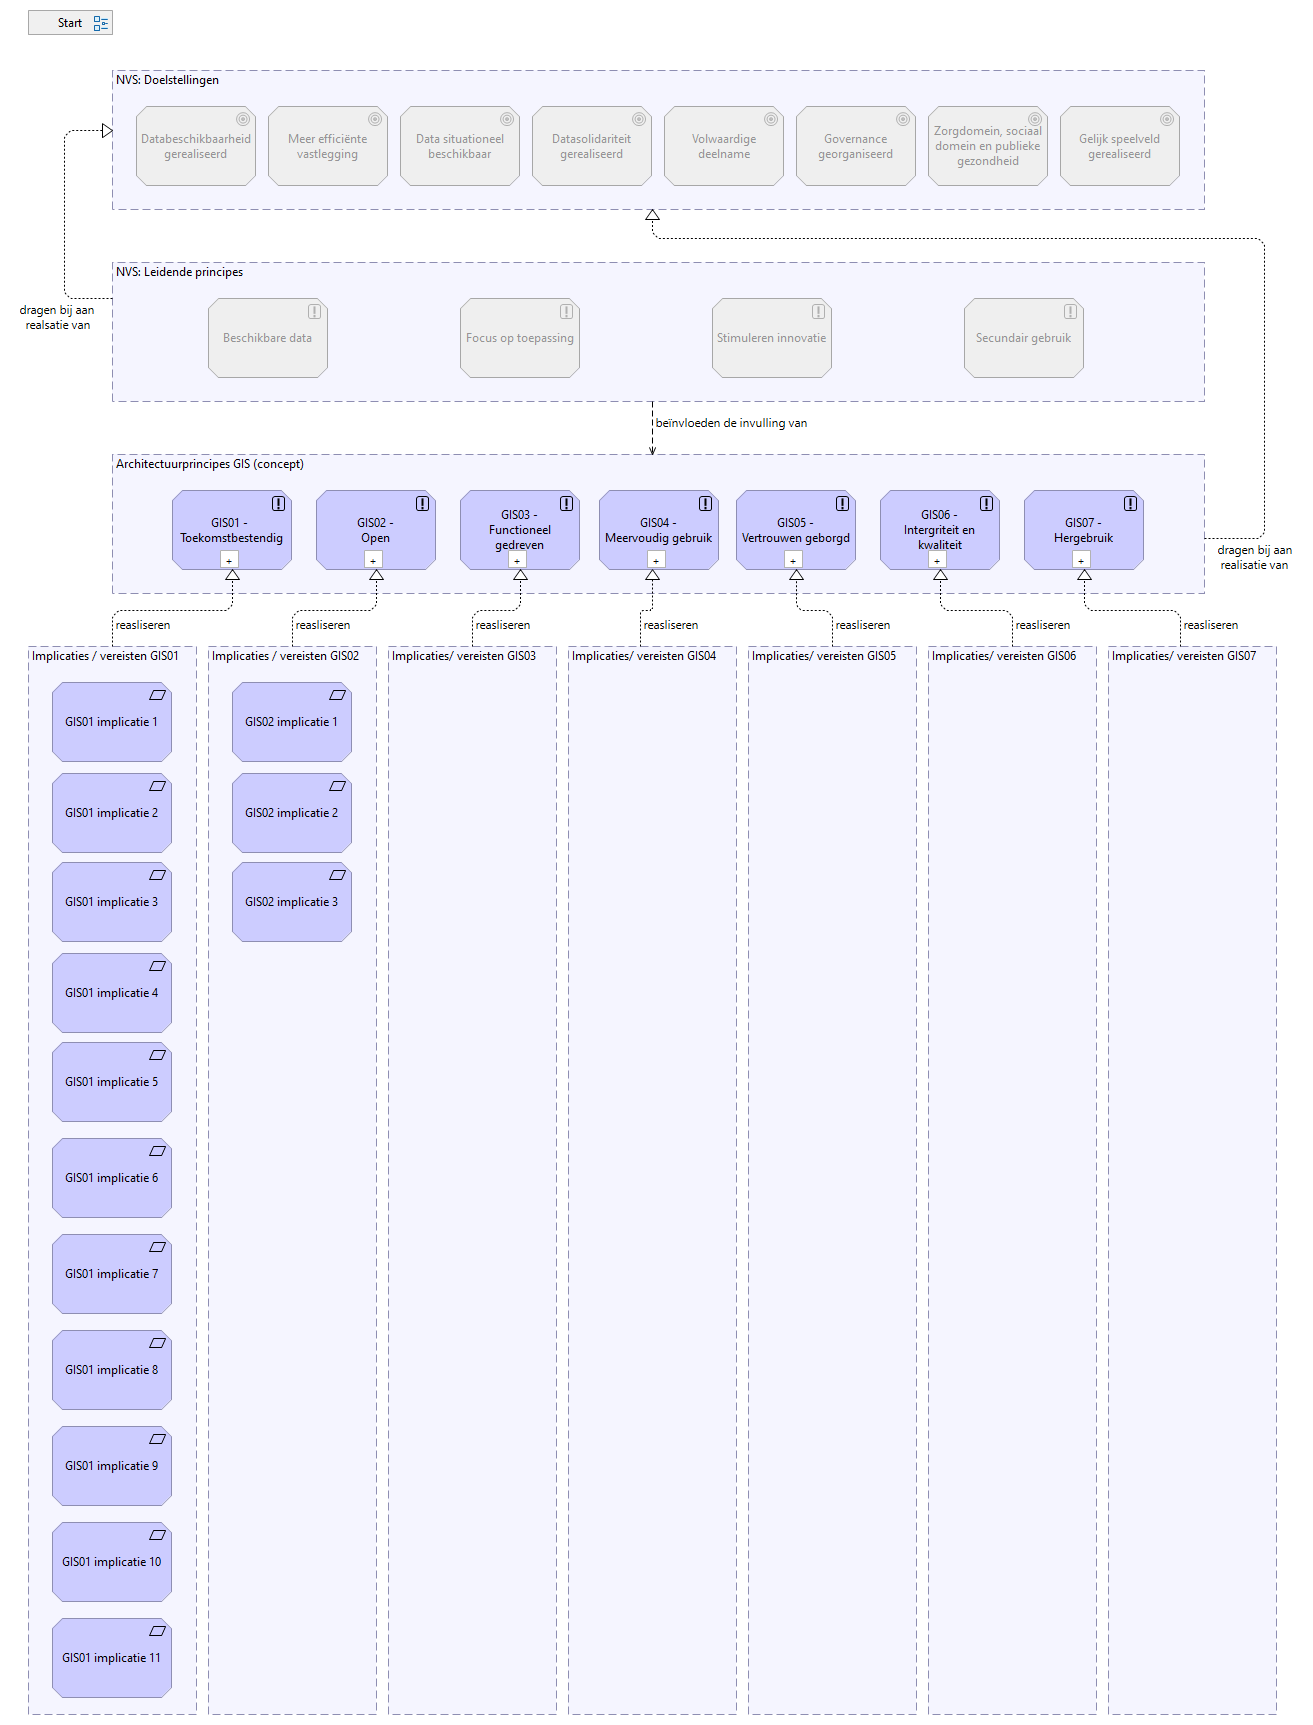 Start
NVS: Doelstellingen
Databeschikbaarheid
gerealiseerd
Meer efficiënte
vastlegging
Data situationeel
beschikbaar
Datasolidariteit
gerealiseerd
Volwaardige
deelname
Governance
georganiseerd
Zorgdomein, sociaal
domein en publieke
gezondheid
Gelijk speelveld
gerealiseerd
NVS: Leidende principes
dragen bij aan
realsatie van
Beschikbare data
Focus op toepassing
Stimuleren innovatie
Secundair gebruik
beïnvloeden de invulling van
Architectuurprincipes GIS (concept)
GIS01 -
Toekomstbestendig
+
GIS02 -
Open
+
GIS03 -
Functioneel
gedreven
+
GIS04 -
Meervoudig gebruik
+
GIS05 -
Vertrouwen geborgd
+
GIS06 -
Intergriteit en
kwaliteit
+
GIS07 -
Hergebruik
+
dragen bij aan
realisatie van
reasliseren
reasliseren
reasliseren
reasliseren
reasliseren
reasliseren
reasliseren
Implicaties / vereisten GIS01
Implicaties / vereisten GIS02
Implicaties/ vereisten GIS03
Implicaties/ vereisten GIS04
Implicaties/ vereisten GIS05
Implicaties/ vereisten GIS06
Implicaties/ vereisten GIS07
GIS01 implicatie 1
GIS01 implicatie 2
GIS01 implicatie 3
GIS01 implicatie 4
GIS01 implicatie 5
GIS01 implicatie 6
GIS01 implicatie 7
GIS01 implicatie 8
GIS01 implicatie 9
GIS01 implicatie 10
GIS01 implicatie 11
GIS02 implicatie 1
GIS02 implicatie 2
GIS02 implicatie 3